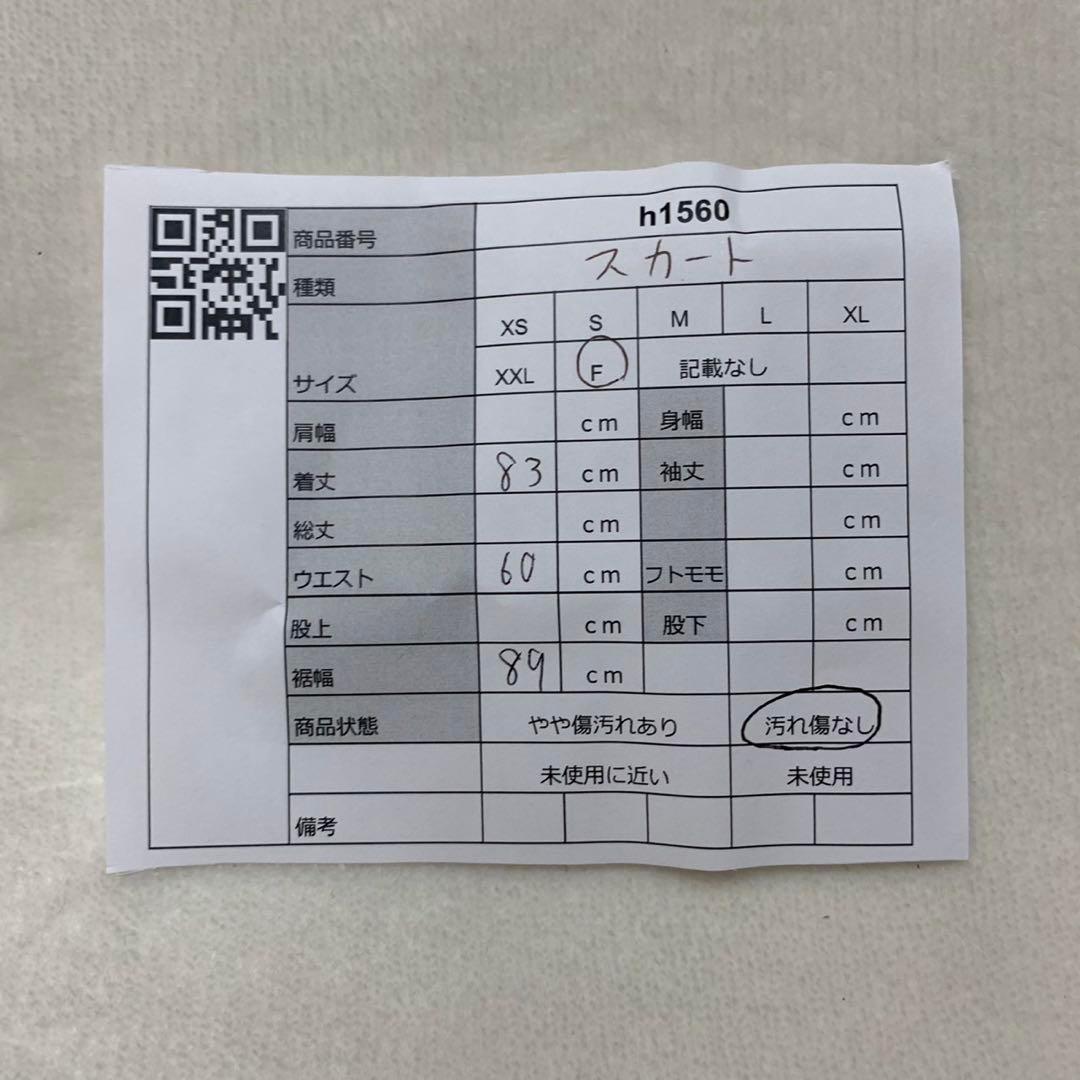 商品番号 h1560
種類 スカート
XS S M L XL
サイズ XXL F 記載なし
肩幅 cm 身幅 cm
着丈 83 cm 袖丈 cm
総丈 cm cm
ウエスト 60 cm フトモモ cm
股上 cm 股下 cm
裾幅 89 cm
商品状態 やや傷汚れあり 汚れ傷なし
未使用に近い 未使用
備考